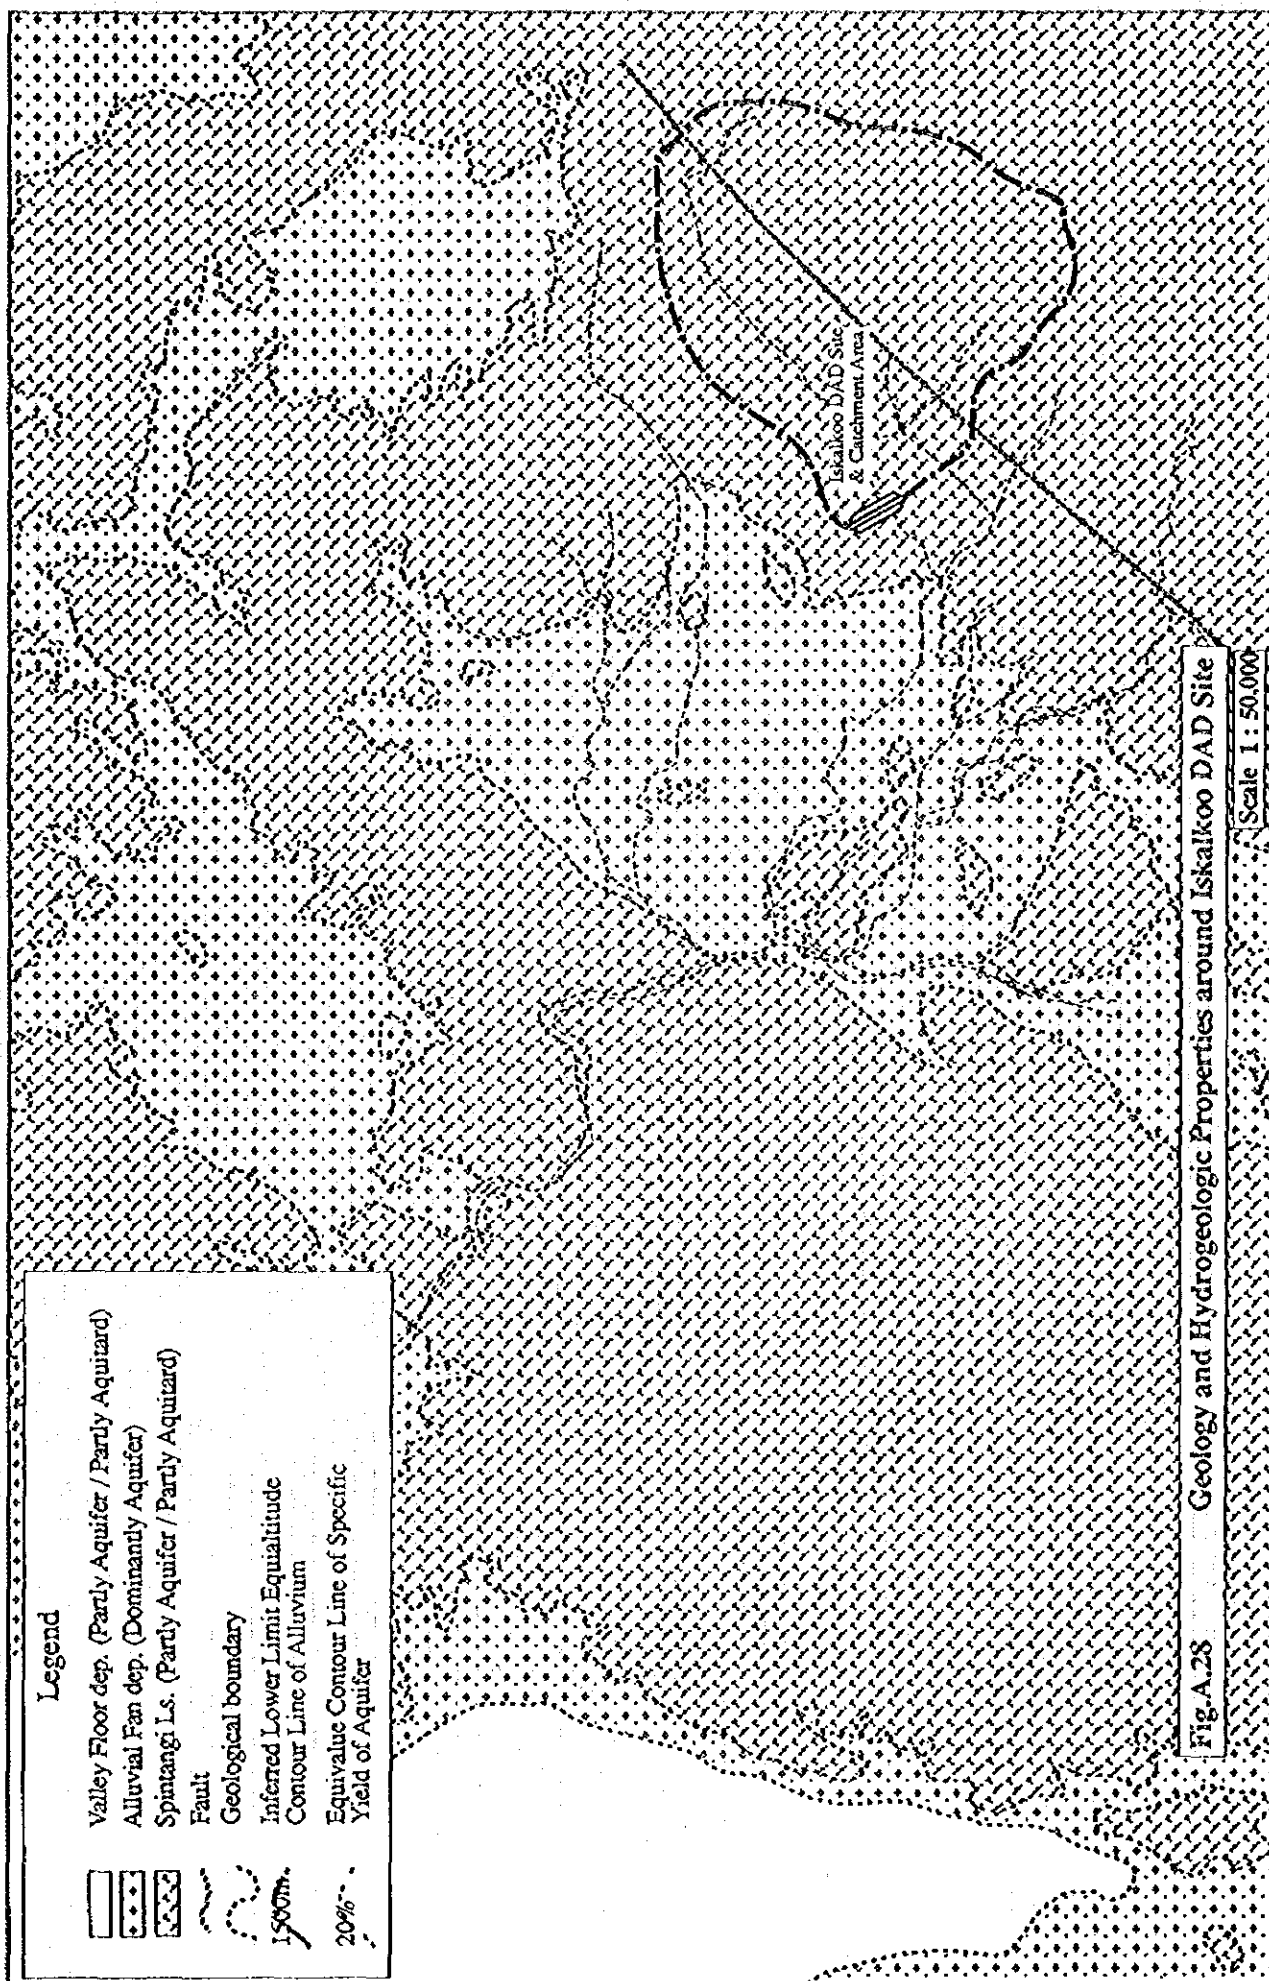 Legend
Valley Floor dep. (Partly Aquifer / Partly Aquitard)
Alluvial Fan dep. (Dominantly Aquifer)
Spintangi Ls. (Partly Aquifer / Partly Aquitard)
Fault
Geological boundary
1500m
Inferred Lower Limit Equialtitude
Contour Line of Alluvium
20%
Equivalue Contour Line of Specific
Yield of Aquifer
Iskalkoo DAD Site
& Catchment Area
Fig.A.28 Geology and Hydrogeologic Properties around Iskalkoo DAD Site
Scale 1 : 50.000